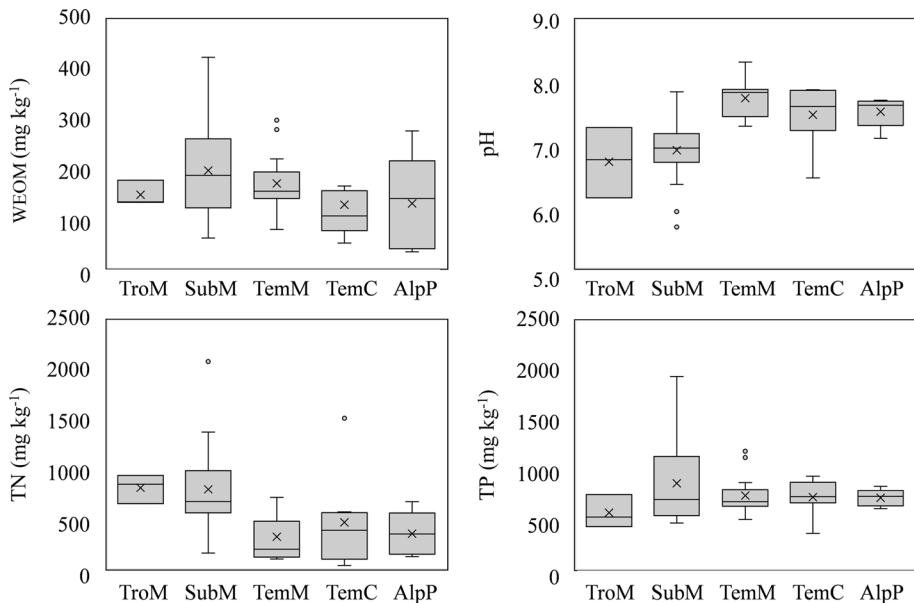 500
400
300
200
100
0
WEOM (mg kg-1)
TroM SubM TemM TemC AlpP
9.0
8.0
7.0
6.0
5.0
pH
TroM SubM TemM TemC AlpP
2500
2000
1500
1000
500
0
TN (mg kg-1)
TroM SubM TemM TemC AlpP
2500
2000
1500
1000
500
0
TP (mg kg-1)
TroM SubM TemM TemC AlpP